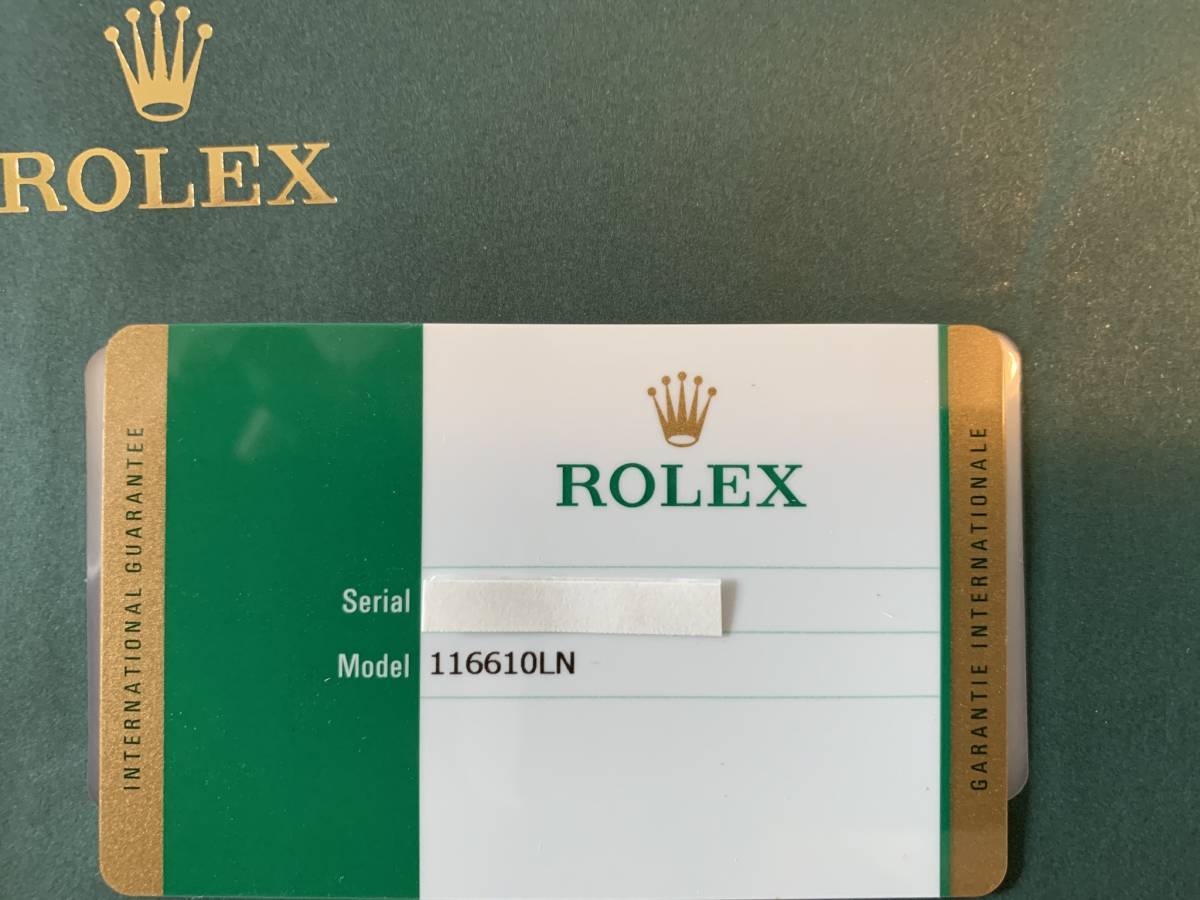 ROLEX
ROLEX
INTERNATIONAL GUARANTEE
Serial
Model 116610LN
GARANTIE INTERNATIONALE